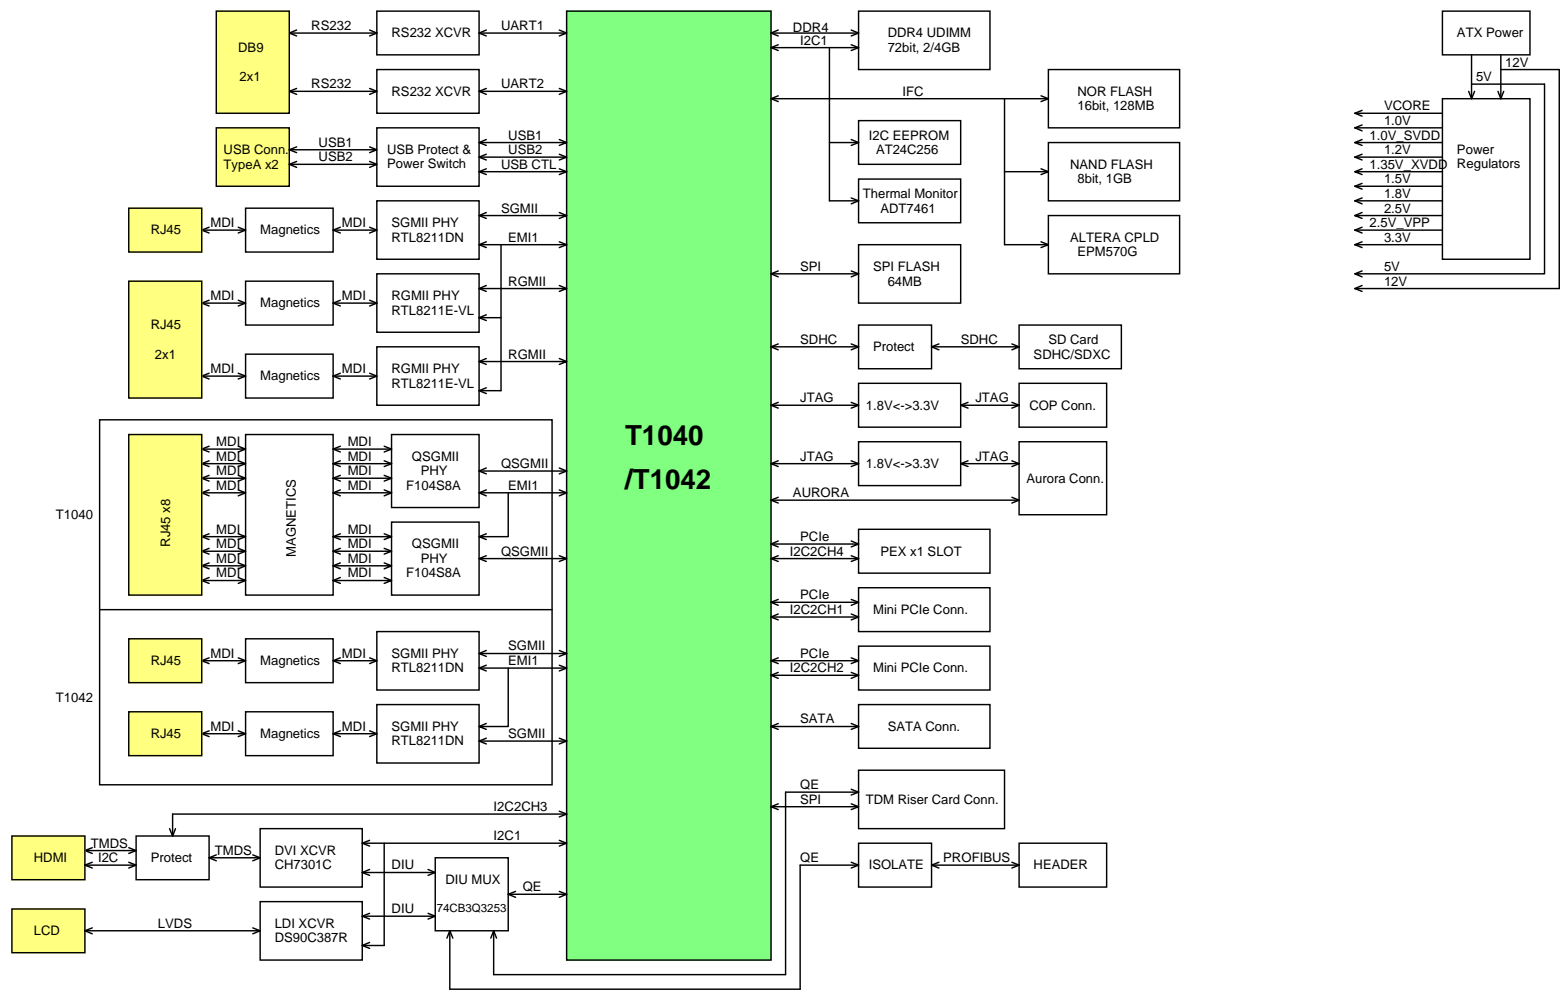 DB9
2x1
RS232
RS232 XCVR
UART1
RS232
RS232 XCVR
UART2
USB Conn.
TypeA x2
USB1
USB2
USB Protect &
Power Switch
USB1
USB2
USB CTL
RJ45
MDI
Magnetics
MDI
SGMII PHY
RTL8211DN
SGMII
EMI1
RJ45
2x1
MDI
Magnetics
MDI
RGMII PHY
RTL8211E-VL
RGMII
MDI
Magnetics
MDI
RGMII PHY
RTL8211E-VL
RGMII
T1040
RJ45 x8
MDI
MDI
MDI
MDI
MDI
MDI
MDI
MDI
MAGNETICS
MDI
MDI
MDI
MDI
MDI
MDI
MDI
MDI
QSGMII
PHY
F104S8A
QSGMII
EMI1
QSGMII
PHY
F104S8A
QSGMII
T1042
RJ45
MDI
Magnetics
MDI
SGMII PHY
RTL8211DN
SGMII
EMI1
RJ45
MDI
Magnetics
MDI
SGMII PHY
RTL8211DN
SGMII
I2C2CH3
HDMI
TMDS
I2C
Protect
TMDS
DVI XCVR
CH7301C
I2C1
DIU
DIU MUX
74CB3Q3253
QE
LCD
LVDS
LDI XCVR
DS90C387R
DIU
T1040
/T1042
DDR4
I2C1
DDR4 UDIMM
72bit, 2/4GB
IFC
NOR FLASH
16bit, 128MB
I2C EEPROM
AT24C256
NAND FLASH
8bit, 1GB
Thermal Monitor
ADT7461
ALTERA CPLD
EPM570G
SPI
SPI FLASH
64MB
SDHC
Protect
SDHC
SD Card
SDHC/SDXC
JTAG
1.8V<->3.3V
JTAG
COP Conn.
JTAG
1.8V<->3.3V
JTAG
Aurora Conn.
AURORA
PCIe
I2C2CH4
PEX x1 SLOT
PCIe
I2C2CH1
Mini PCIe Conn.
PCIe
I2C2CH2
Mini PCIe Conn.
SATA
SATA Conn.
QE
SPI
TDM Riser Card Conn.
QE
ISOLATE
PROFIBUS
HEADER
ATX Power
12V
5V
Power
Regulators
VCORE
1.0V
1.0V_SVDD
1.2V
1.35V_XVDD
1.5V
1.8V
2.5V
2.5V_VPP
3.3V
5V
12V